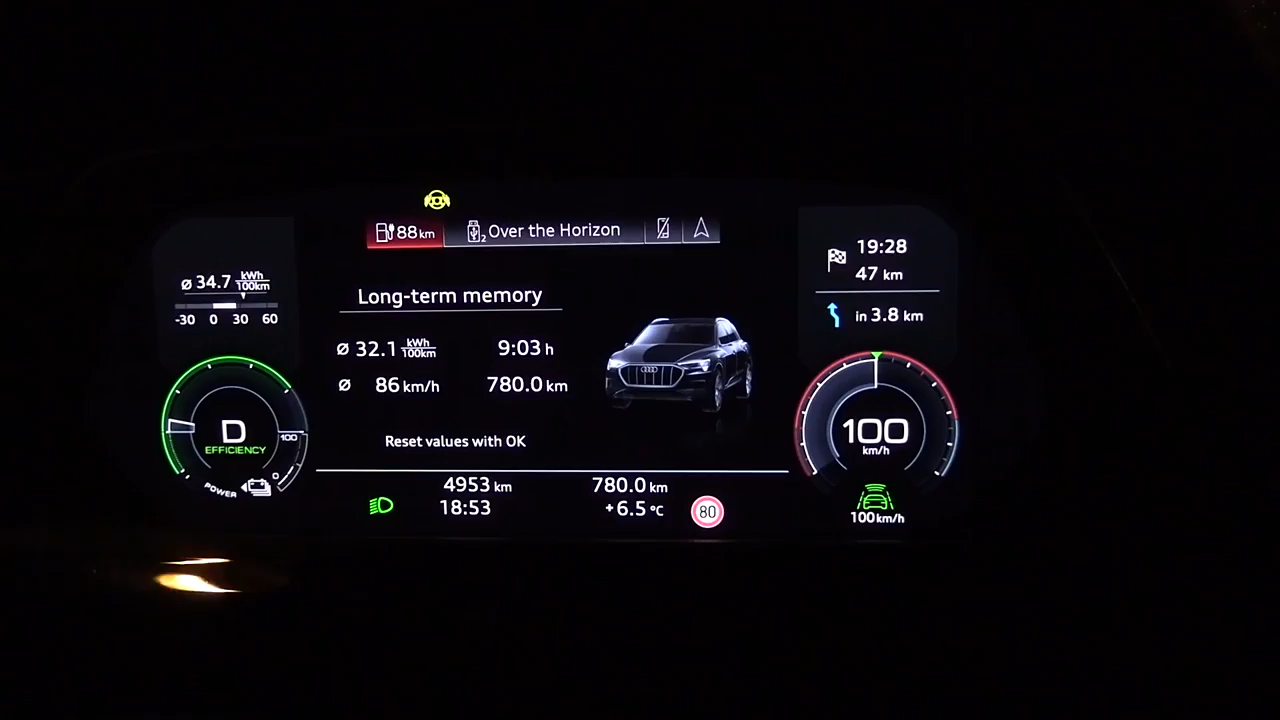 88 km
2 Over the Horizon
Ø 34.7 kWh/100km
-30 0 30 60
Long-term memory
Ø 32.1 kWh/100km 9:03 h
Ø 86 km/h 780.0 km
Reset values with OK
19:28
47 km
in 3.8 km
D
EFFICIENCY
100
0
POWER
100
km/h
100 km/h
4953 km 780.0 km
18:53 +6.5 °C
80